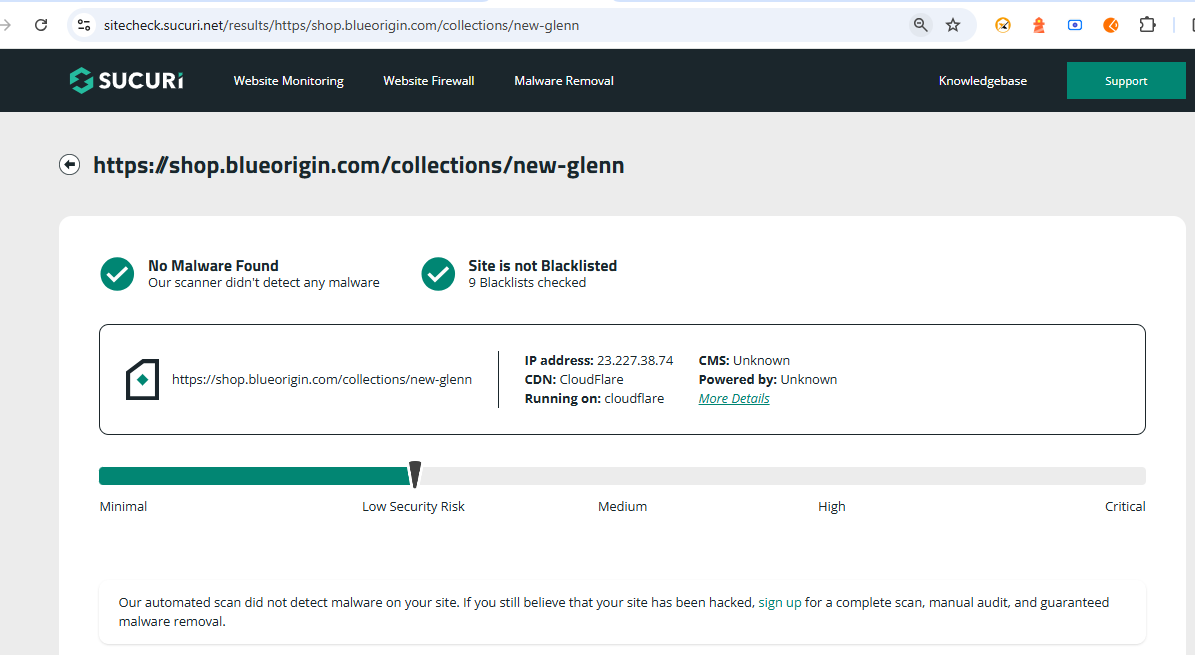 sitecheck.sucuri.net/results/https/shop.blueorigin.com/collections/new-glenn
SUCURi
Website Monitoring
Website Firewall
Malware Removal
Knowledgebase
Support
https://shop.blueorigin.com/collections/new-glenn
No Malware Found
Our scanner didn't detect any malware
Site is not Blacklisted
9 Blacklists checked
https://shop.blueorigin.com/collections/new-glenn
IP address: 23.227.38.74
CDN: CloudFlare
Running on: cloudflare
CMS: Unknown
Powered by: Unknown
More Details
Minimal
Low Security Risk
Medium
High
Critical
Our automated scan did not detect malware on your site. If you still believe that your site has been hacked, sign up for a complete scan, manual audit, and guaranteed
malware removal.